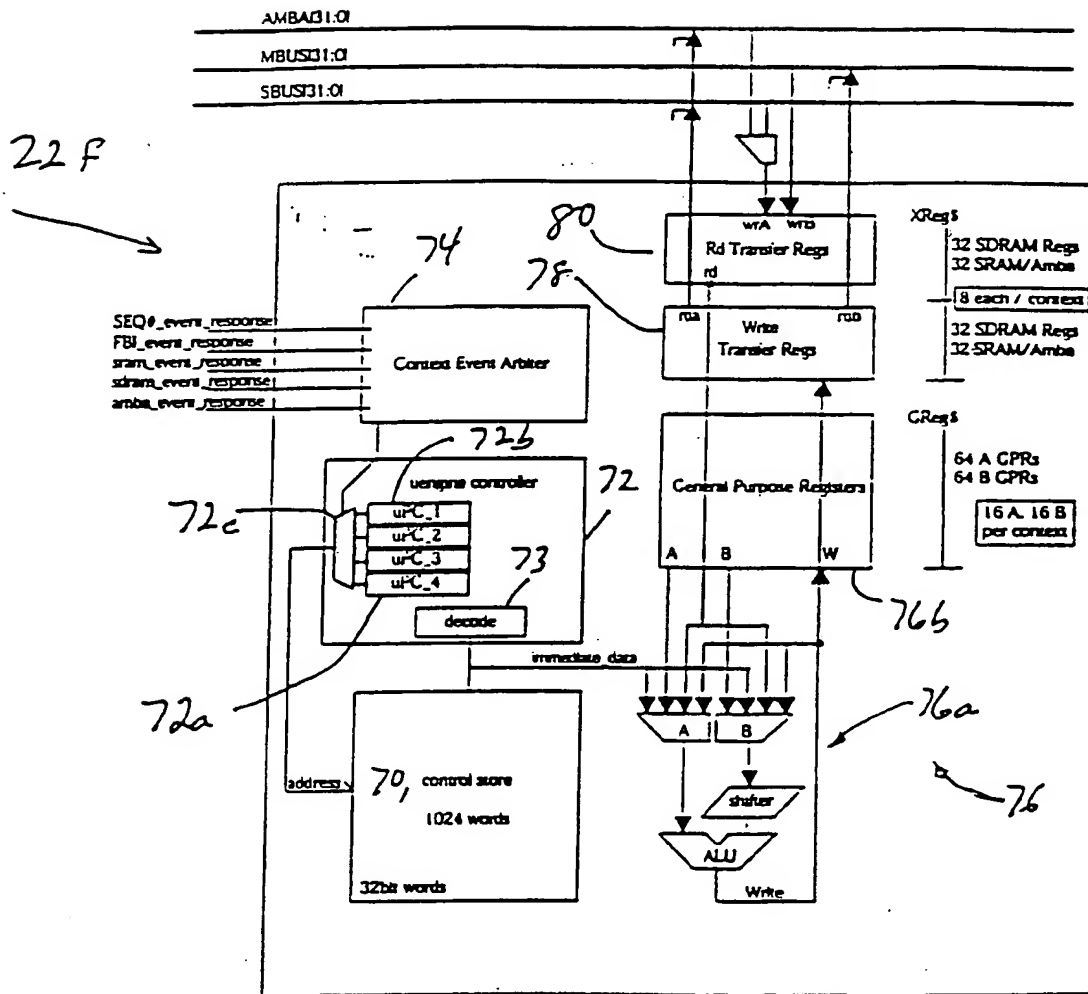 AMBA[31:0]
MBUS[31:0]
SBUS[31:0]
22f
80
wrA wrB
Rd Transfer Regs
rd
XRegs
32 SDRAM Regs
32 SRAM/Amba
8 each / context
32 SDRAM Regs
32-SRAM/Amba
74
78
rda
rdb
Write
Transfer Regs
SEQ#_event_response
FBI_event_response
sram_event_response
sdram_event_response
amba_event_response
Context Event Arbiter
72b
GRegs
64 A GPRs
64 B GPRs
16 A, 16 B
per context
General Purpose Registers
A B W
76b
controller
72
72c
uPC_1
uPC_2
uPC_3
uPC_4
73
decode
immediate data
72a
A B
76a
76
address
70,
control store
1024 words
32bit words
shifter
ALU
Write